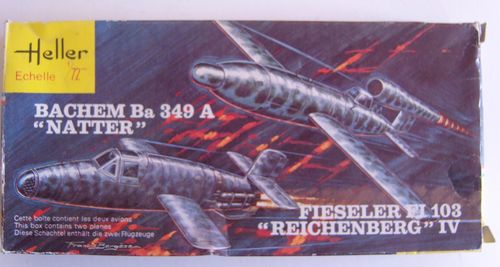 Heller
Echelle 1/72
BACHEM Ba 349 A
"NATTER"
Cette boîte contient les deux avions
This box contains two planes
Diese Schachtel enthält die zwei Flugzeuge
FIESELER FI 103
"REICHENBERG" IV